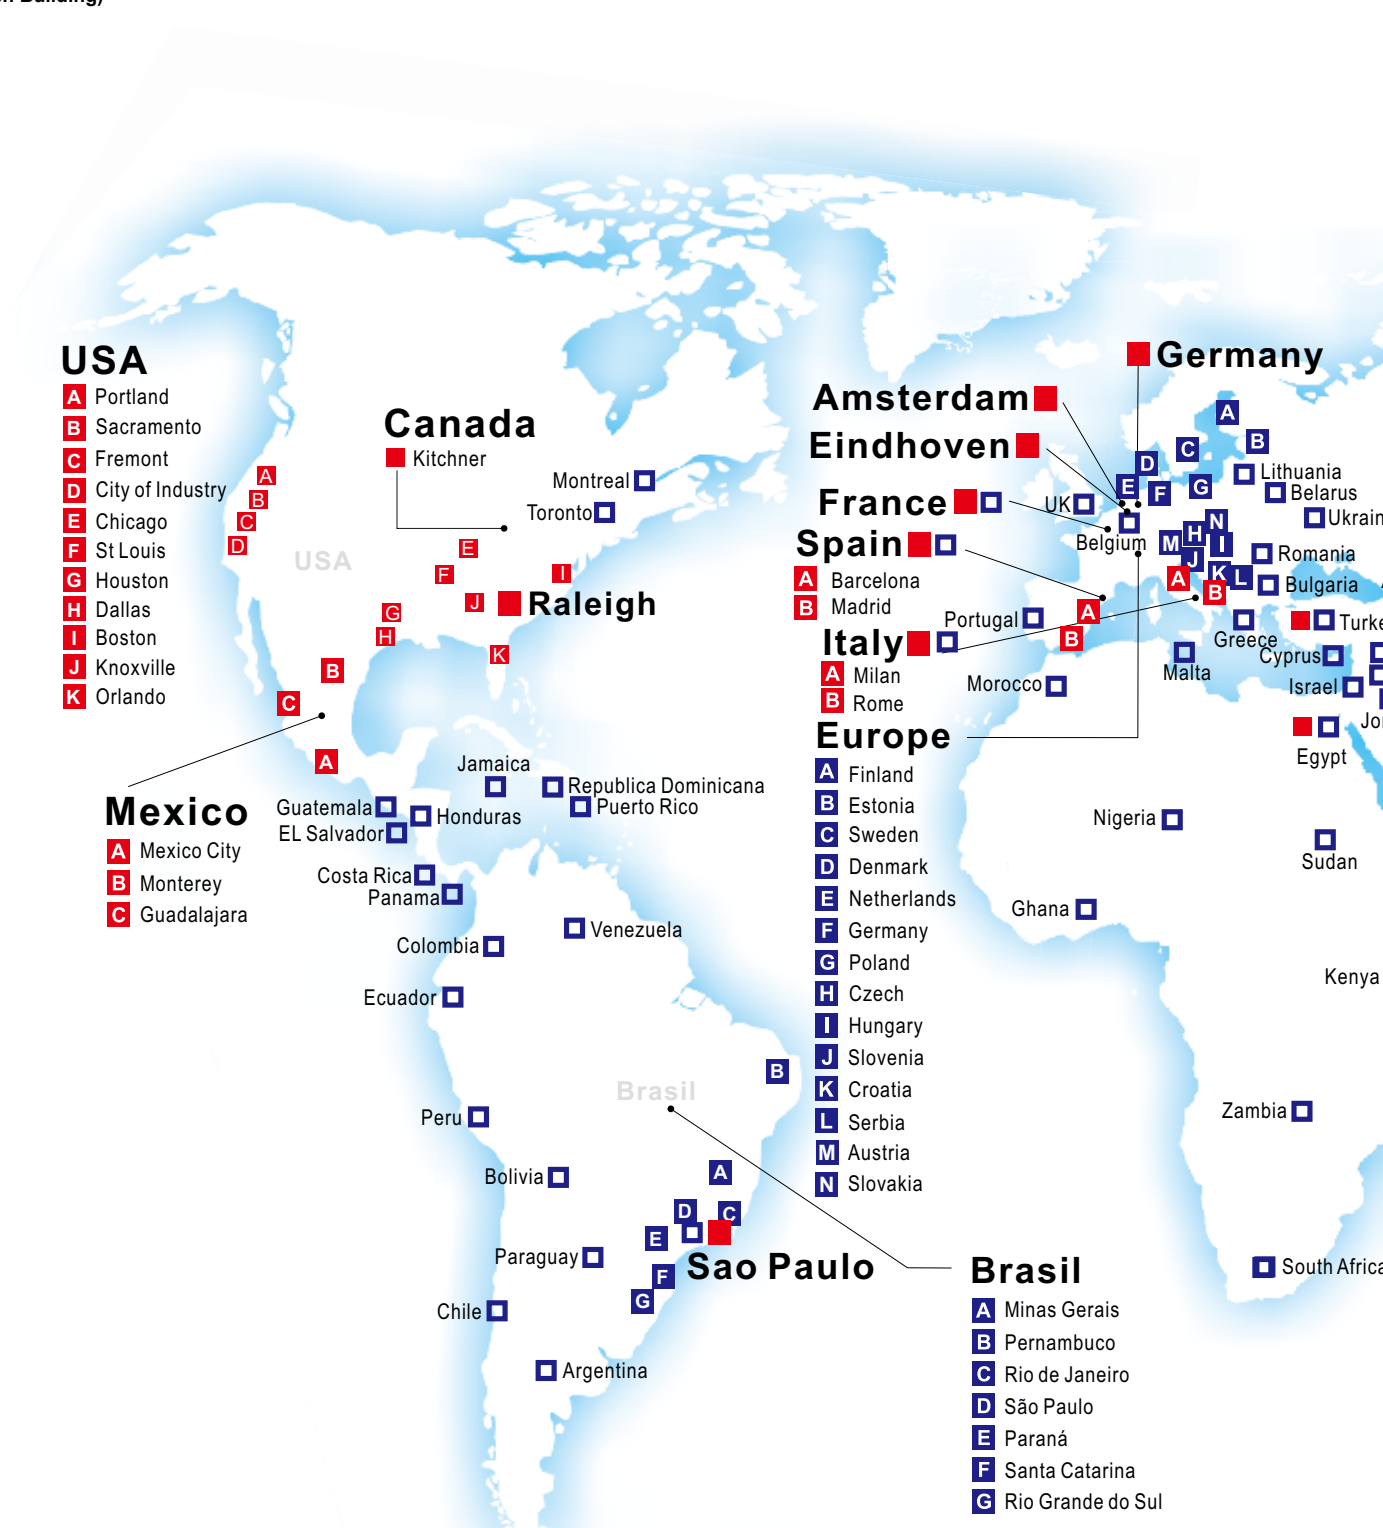 USA
A Portland
B Sacramento
C Fremont
D City of Industry
E Chicago
F St Louis
G Houston
H Dallas
I Boston
J Knoxville
K Orlando
Canada
Kitchner
Montreal
Toronto
A
B
C
D
USA
E
F
I
J
Raleigh
G
H
K
B
C
A
Mexico
A Mexico City
B Monterey
C Guadalajara
Jamaica
Republica Dominicana
Puerto Rico
Guatemala
Honduras
EL Salvador
Costa Rica
Panama
Venezuela
Colombia
Ecuador
Brasil
B
Peru
Bolivia
A
D
C
E
Paraguay
Sao Paulo
F
G
Chile
Argentina
Germany
Amsterdam
Eindhoven
France
Spain
A Barcelona
B Madrid
Italy
A Milan
B Rome
Europe
A Finland
B Estonia
C Sweden
D Denmark
E Netherlands
F Germany
G Poland
H Czech
I Hungary
J Slovenia
K Croatia
L Serbia
M Austria
N Slovakia
A
B
C
D
Lithuania
E
F
G
Belarus
UK
Ukrain
N
Belgium
M
H
I
Romania
J
K
L
A
B
Bulgaria
Portugal
A
B
Greece
Turke
Cyprus
Malta
Morocco
Israel
Jo
Egypt
Nigeria
Sudan
Ghana
Kenya
Zambia
South Africa
Brasil
A Minas Gerais
B Pernambuco
C Rio de Janeiro
D São Paulo
E Paraná
F Santa Catarina
G Rio Grande do Sul